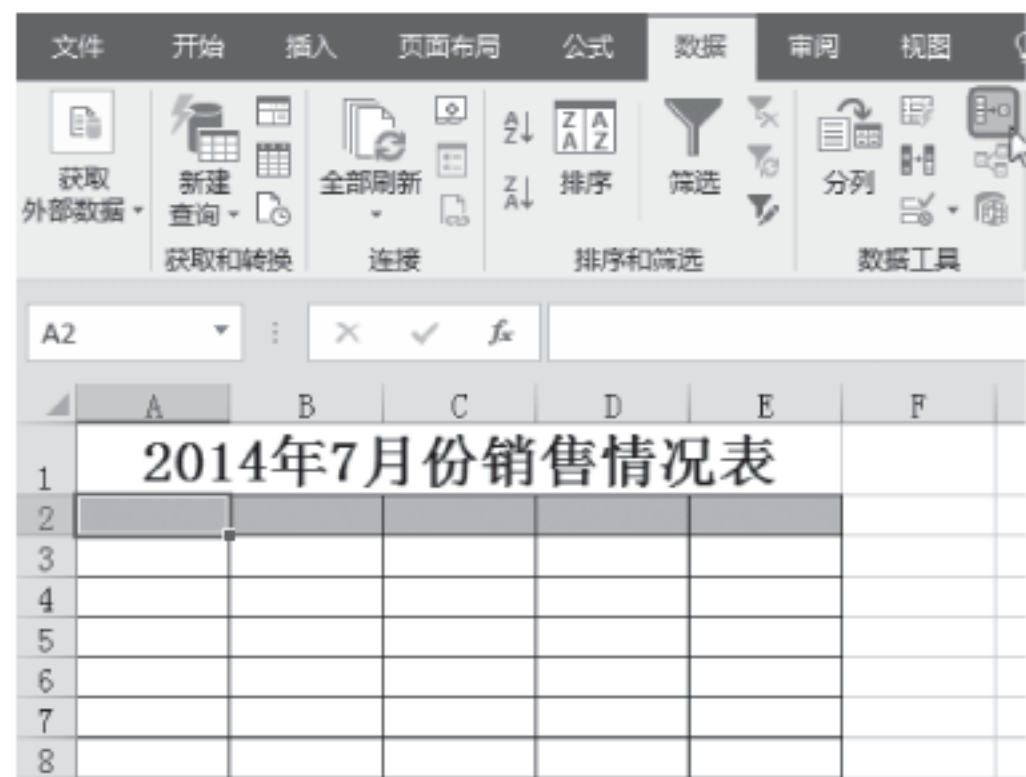 文件 开始 插入 页面布局 公式 数据 审阅 视图
获取 外部数据 新建 查询 全部刷新 排序 筛选 分列
获取和转换 连接 排序和筛选 数据工具
A2 fx
A B C D E F
1 2014年7月份销售情况表
2
3
4
5
6
7
8